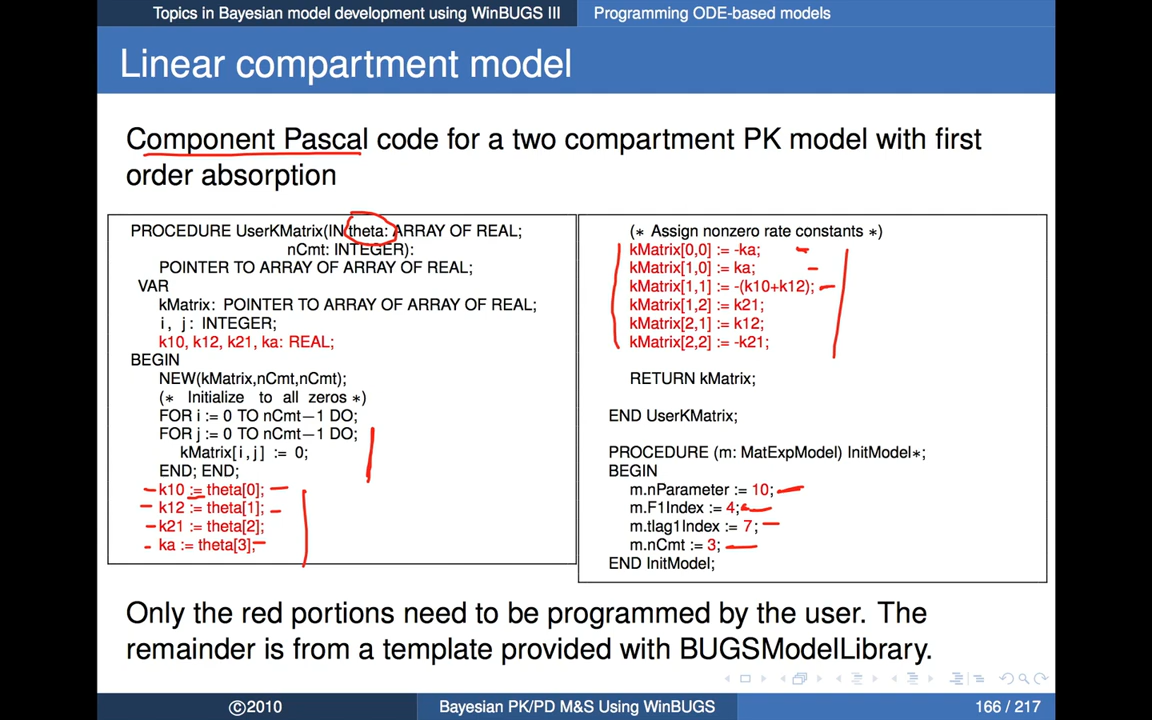 Topics in Bayesian model development using WinBUGS III
Programming ODE-based models
Linear compartment model
Component Pascal code for a two compartment PK model with first
order absorption
PROCEDURE UserKMatrix(IN theta: ARRAY OF REAL;
nCmt: INTEGER):
POINTER TO ARRAY OF ARRAY OF REAL;
VAR
kMatrix: POINTER TO ARRAY OF ARRAY OF REAL;
i, j: INTEGER;
k10, k12, k21, ka: REAL;
BEGIN
NEW(kMatrix,nCmt,nCmt);
(* Initialize to all zeros *)
FOR i := 0 TO nCmt−1 DO;
FOR j := 0 TO nCmt−1 DO;
kMatrix[i,j] := 0;
END; END;
k10 := theta[0];
k12 := theta[1];
k21 := theta[2];
ka := theta[3];
(* Assign nonzero rate constants *)
kMatrix[0,0] := -ka;
kMatrix[1,0] := ka;
kMatrix[1,1] := -(k10+k12);
kMatrix[1,2] := k21;
kMatrix[2,1] := k12;
kMatrix[2,2] := -k21;
RETURN kMatrix;
END UserKMatrix;
PROCEDURE (m: MatExpModel) InitModel*;
BEGIN
m.nParameter := 10;
m.F1Index := 4;
m.tlag1Index := 7;
m.nCmt := 3;
END InitModel;
Only the red portions need to be programmed by the user. The
remainder is from a template provided with BUGSModelLibrary.
©2010
Bayesian PK/PD M&S Using WinBUGS
166 / 217